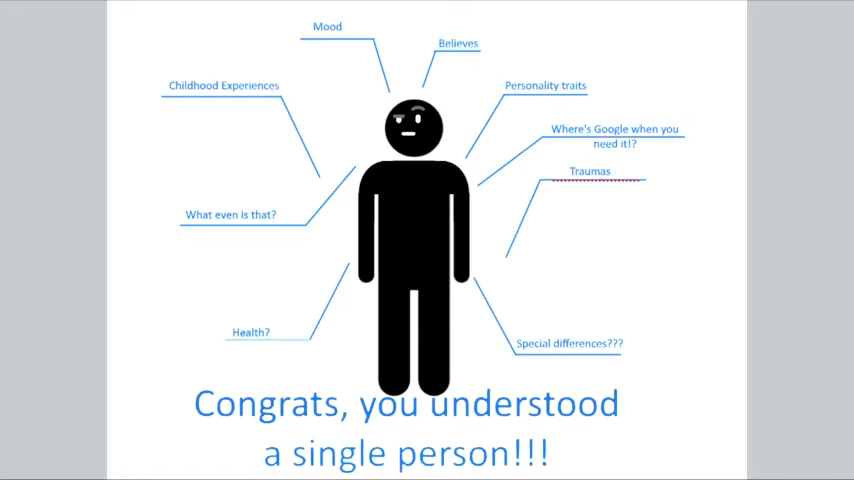 Mood
Believes
Childhood Experiences
Personality traits
Where's Google when you
need it!?
Traumas
What even is that?
Health?
Special differences???
Congrats, you understood
a single person!!!